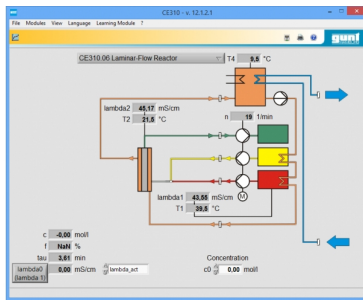 CE310 - v. 12.1.2.1
File Modules View Language Learning Module ?
gunt
CE310.06 Laminar-Flow Reactor
T4 9,5 °C
lambda2 45,17 mS/cm
T2 21,8 °C
n 19 1/min
lambda1 43,55 mS/cm
T1 39,8 °C
M
c -0,00 mol/l
f NaN %
tau 3,61 min
lambda0 (lambda 1) 0,00 mS/cm lambda_act
Concentration
c0 0,00 mol/l